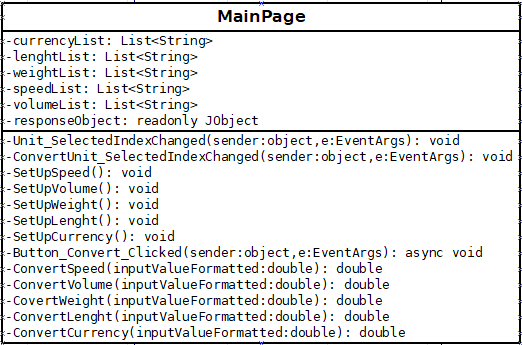 MainPage
-currencyList: List<String>
-lenghtList: List<String>
-weightList: List<String>
-speedList: List<String>
-volumeList: List<String>
-responseObject: readonly JObject
-Unit_SelectedIndexChanged(sender:object,e:EventArgs): void
-ConvertUnit_SelectedIndexChanged(sender:object,e:EventArgs): void
-SetUpSpeed(): void
-SetUpVolume(): void
-SetUpWeight(): void
-SetUpLenght(): void
-SetUpCurrency(): void
-Button_Convert_Clicked(sender:object,e:EventArgs): async void
-ConvertSpeed(inputValueFormatted:double): double
-ConvertVolume(inputValueFormatted:double): double
-CovertWeight(inputValueFormatted:double): double
-ConvertLenght(inputValueFormatted:double): double
-ConvertCurrency(inputValueFormatted:double): double